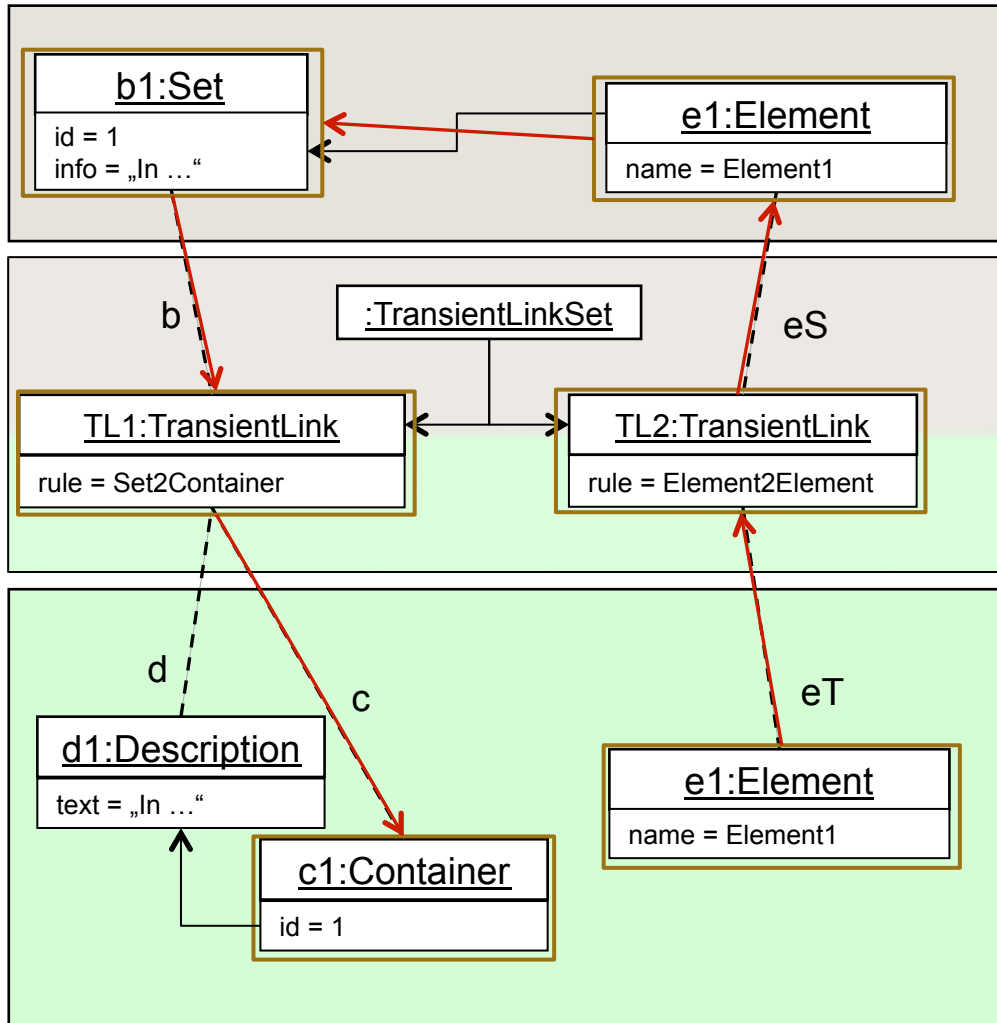 b1:Set
id = 1
info = „In …“
e1:Element
name = Element1
b
:TransientLinkSet
eS
TL1:TransientLink
rule = Set2Container
TL2:TransientLink
rule = Element2Element
d
c
eT
d1:Description
text = „In …“
e1:Element
name = Element1
c1:Container
id = 1